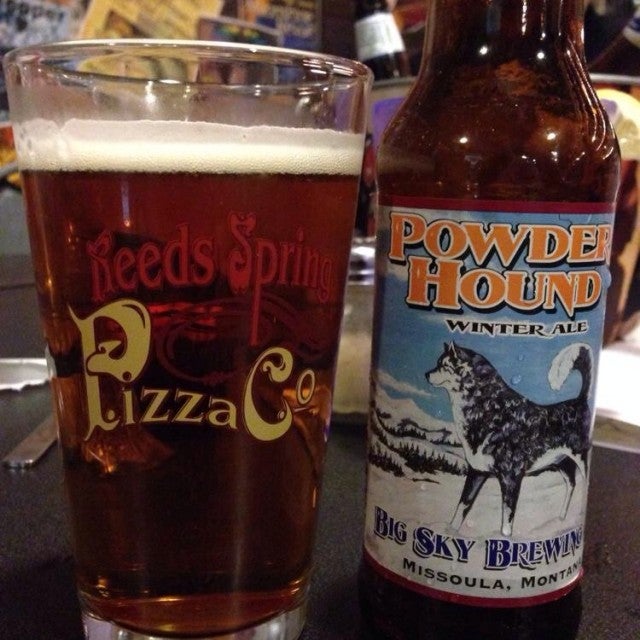 Reeds Spring
Pizza Co
POWDER
HOUND
WINTER ALE
BIG SKY BREWING
MISSOULA, MONTANA